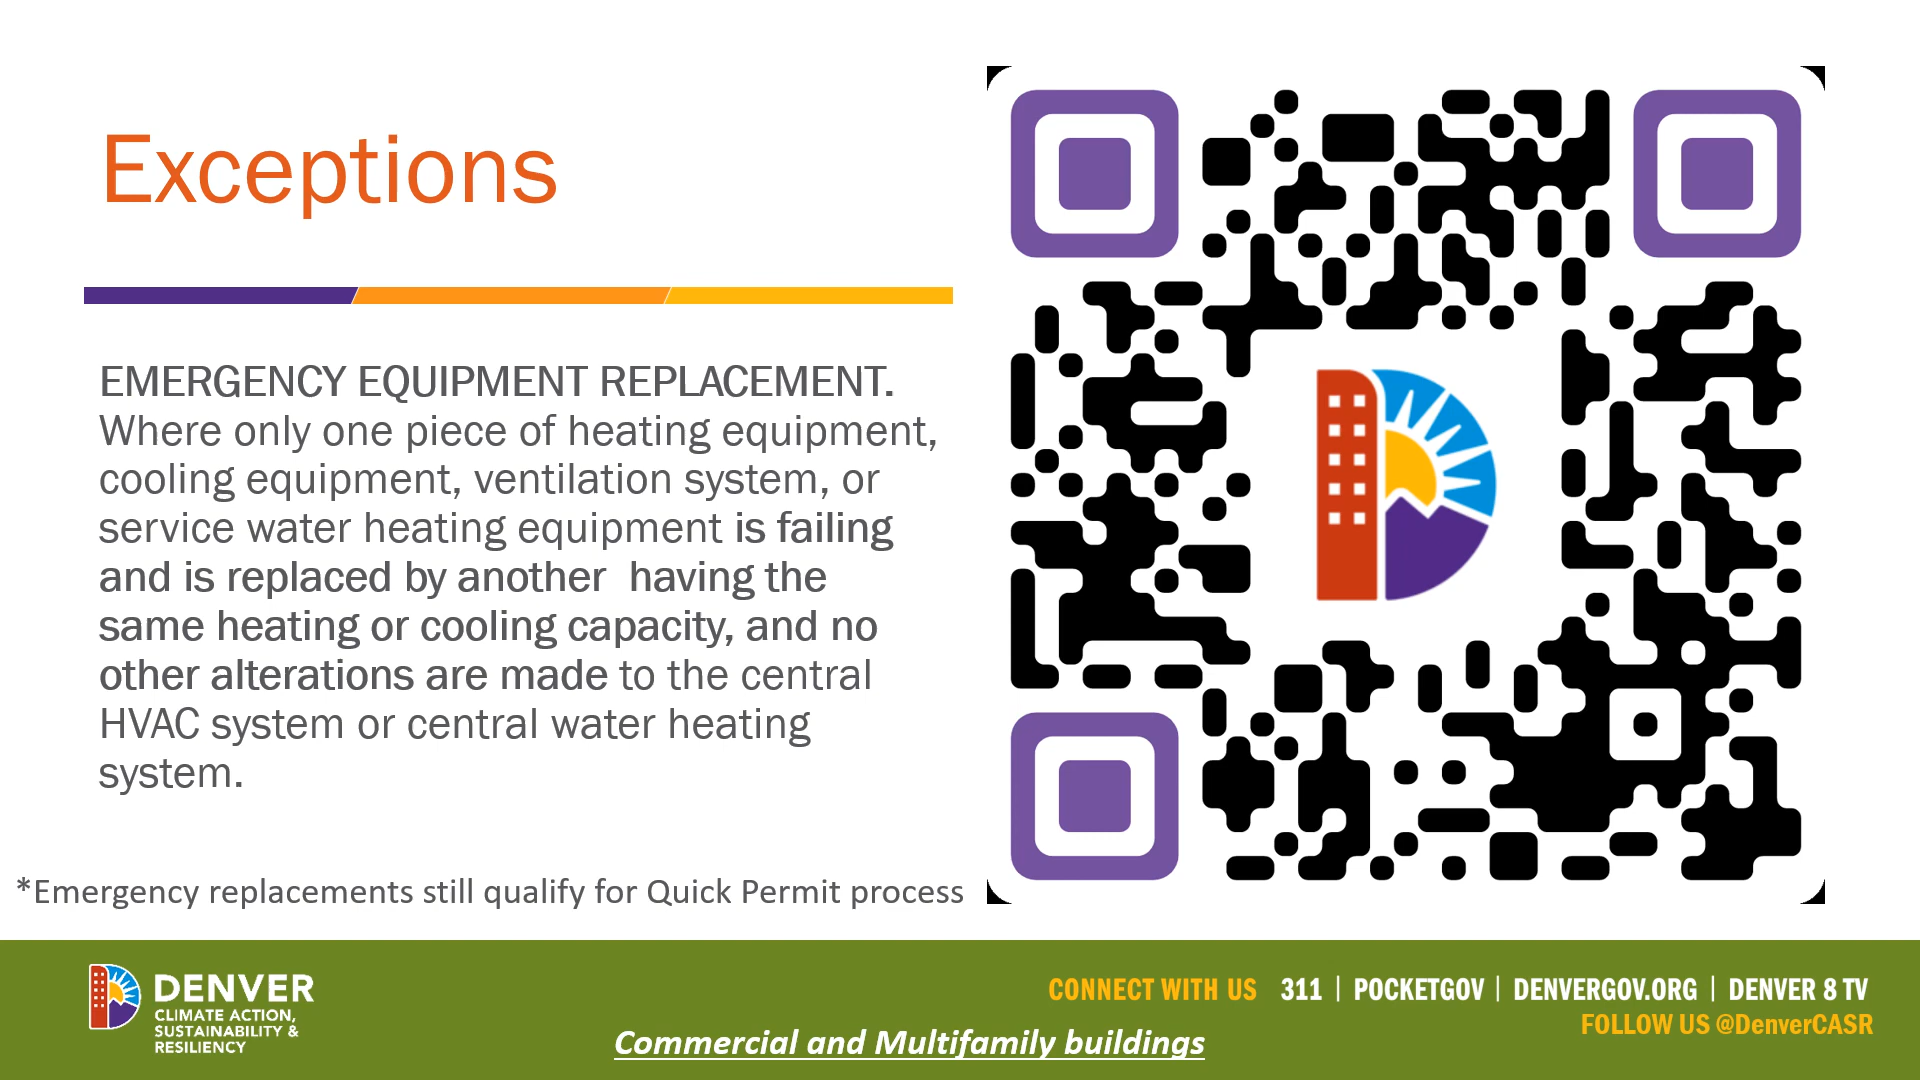 Exceptions
EMERGENCY EQUIPMENT REPLACEMENT.
Where only one piece of heating equipment,
cooling equipment, ventilation system, or
service water heating equipment is failing
and is replaced by another  having the
same heating or cooling capacity, and no
other alterations are made to the central
HVAC system or central water heating
system.
*Emergency replacements still qualify for Quick Permit process
DENVER
CLIMATE ACTION,
SUSTAINABILITY &
RESILIENCY
Commercial and Multifamily buildings
CONNECT WITH US 311 | POCKETGOV | DENVERGOV.ORG | DENVER 8 TV
FOLLOW US @DenverCASR